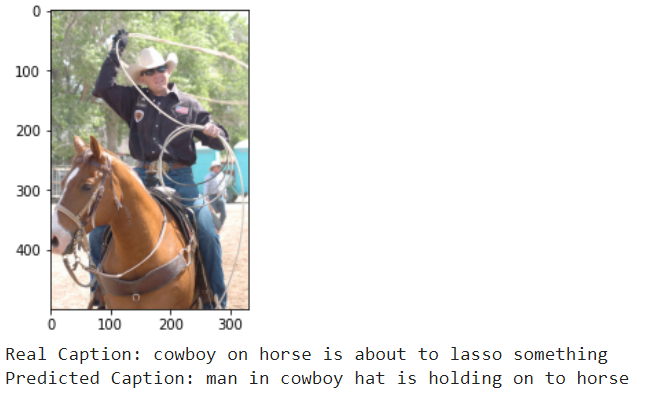 0
100
200
300
400
0 100 200 300
Real Caption: cowboy on horse is about to lasso something
Predicted Caption: man in cowboy hat is holding on to horse